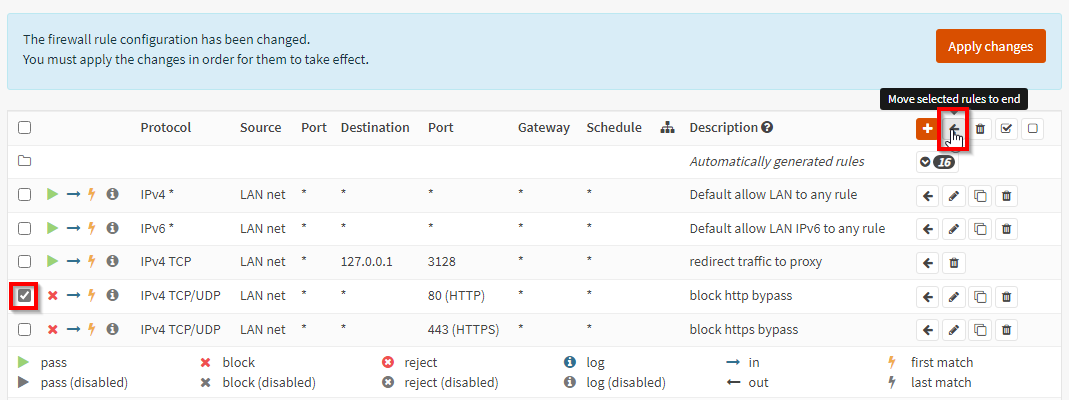 The firewall rule configuration has been changed.
You must apply the changes in order for them to take effect.
Apply changes
Move selected rules to end
Protocol Source Port Destination Port Gateway Schedule Description
Automatically generated rules 16
IPv4 * LAN net * * * * * Default allow LAN to any rule
IPv6 * LAN net * * * * * Default allow LAN IPv6 to any rule
IPv4 TCP LAN net * 127.0.0.1 3128 * * redirect traffic to proxy
IPv4 TCP/UDP LAN net * * 80 (HTTP) * * block http bypass
IPv4 TCP/UDP LAN net * * 443 (HTTPS) * * block https bypass
pass block reject log in first match
pass (disabled) block (disabled) reject (disabled) log (disabled) out last match